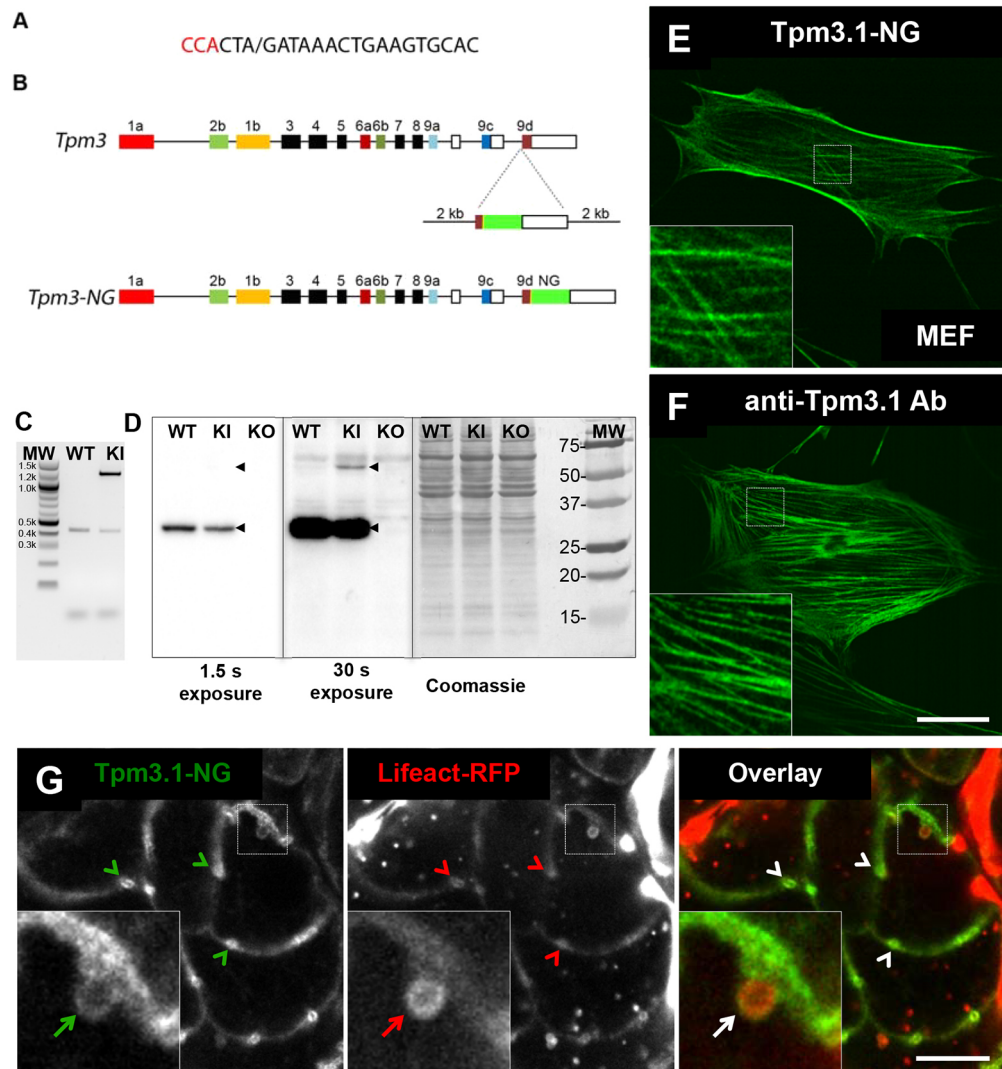 A
CCACTA/GATAAACTGAAGTGCAC
B
1a 2b 1b 3 4 5 6a 6b 7 8 9a 9c 9d
Tpm3
2 kb 2 kb
1a 2b 1b 3 4 5 6a 6b 7 8 9a 9c 9d NG
Tpm3-NG
C
MW WT KI
1.5k
1.2k
1.0k
0.5k
0.4k
0.3k
D
WT KI KO WT KI KO WT KI KO MW
75-
50-
37-
25-
20-
15-
1.5 s
exposure
30 s
exposure
Coomassie
E
Tpm3.1-NG
MEF
F
anti-Tpm3.1 Ab
G
Tpm3.1-NG
Lifeact-RFP
Overlay